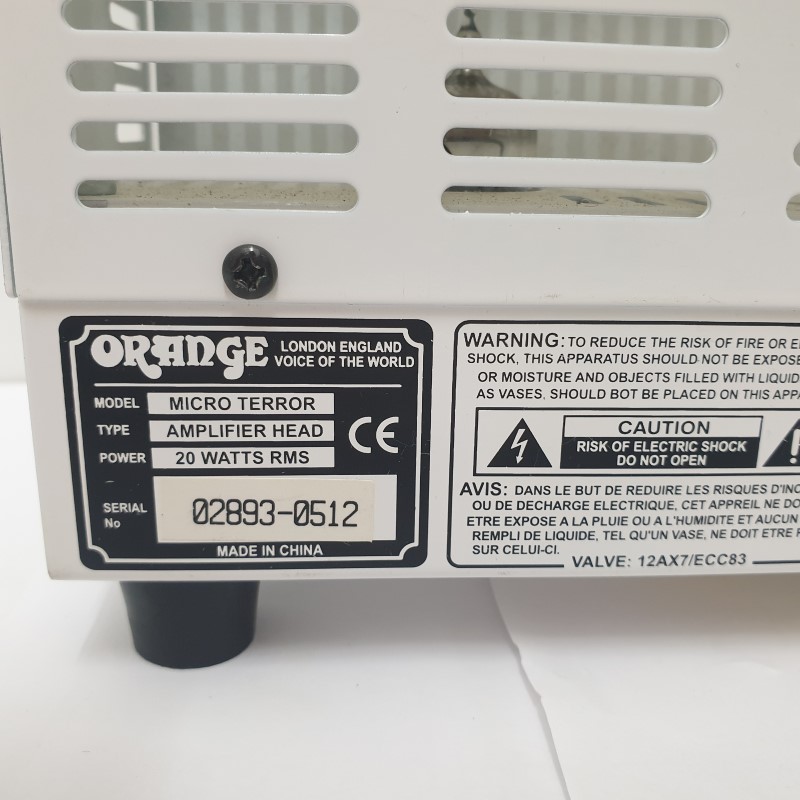 ORANGE LONDON ENGLAND
VOICE OF THE WORLD
MODEL MICRO TERROR
TYPE AMPLIFIER HEAD
POWER 20 WATTS RMS
CE
SERIAL
No 02893-0512
MADE IN CHINA
WARNING: TO REDUCE THE RISK OF FIRE OR
SHOCK, THIS APPARATUS SHOULD NOT BE
OR MOISTURE AND OBJECTS FILLED WITH
AS VASES, SHOULD BOT BE PLACED ON THIS
CAUTION
RISK OF ELECTRIC SHOCK
DO NOT OPEN
AVIS: DANS LE BUT DE REDUIRE LES RISQUES
OU DE DECHARGE ELECTRIQUE, CET APPREIL NE
ETRE EXPOSE A LA PLUIE OU A L'HUMIDITE ET AUCUN
REMPLI DE LIQUIDE, TEL QU'UN VASE, NE DOIT ETRE
SUR CELUI-CI.
VALVE: 12AX7/ECC83